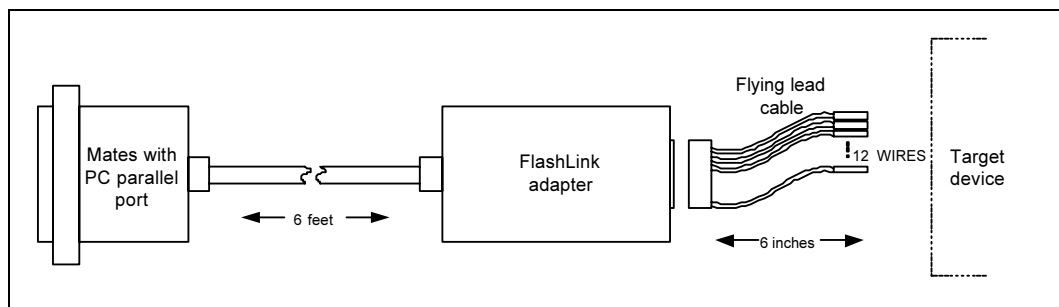 Mates with
PC parallel
port
6 feet
FlashLink
adapter
Flying lead
cable
12 WIRES
6 inches
Target
device